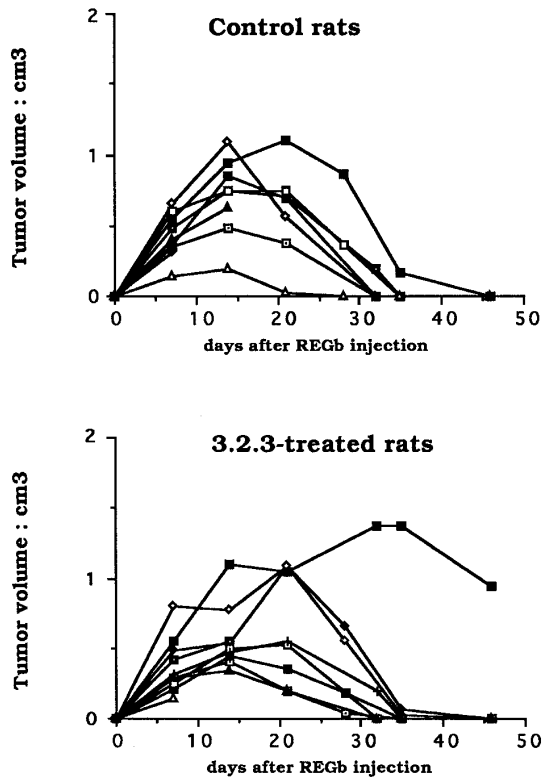 Control rats
Tumor volume : cm3
2
1
0
0 10 20 30 40 50
days after REGb injection
3.2.3-treated rats
Tumor volume : cm3
2
1
0
0 10 20 30 40 50
days after REGb injection